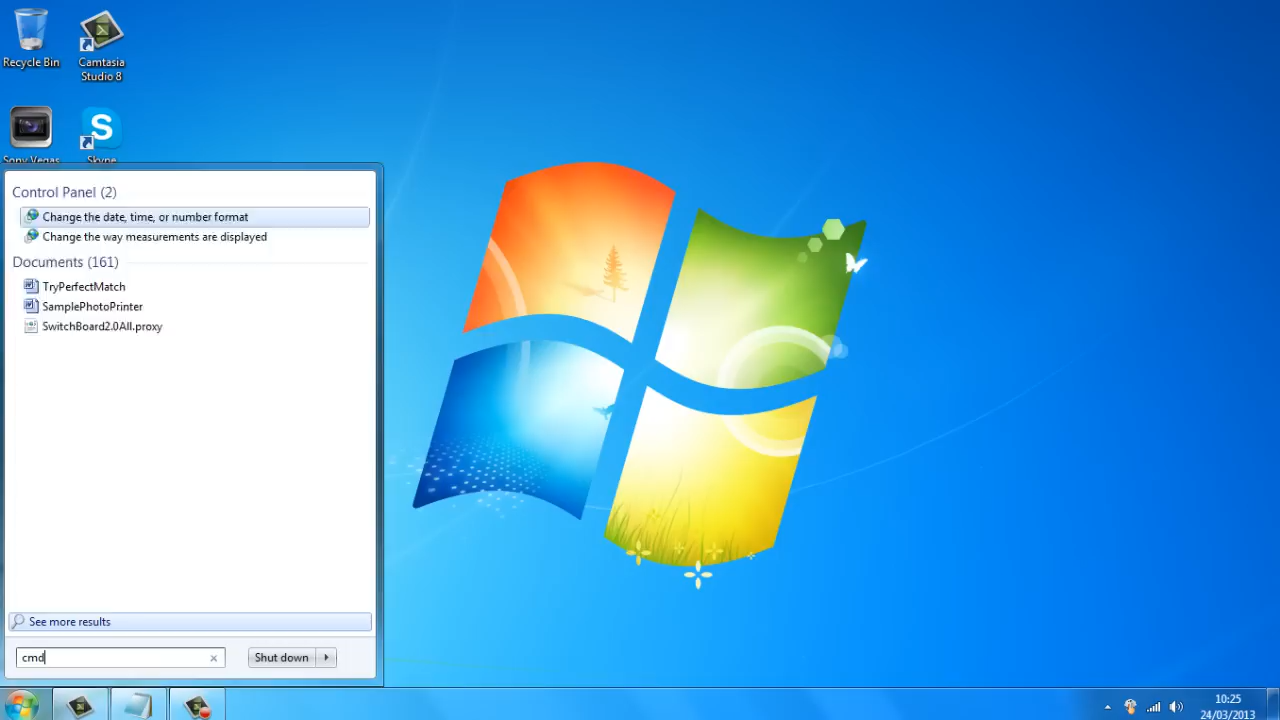 Recycle Bin
Camtasia
Studio 8
Sony Vegas
Skype
Control Panel (2)
Change the date, time, or number format
Change the way measurements are displayed
Documents (161)
TryPerfectMatch
SamplePhotoPrinter
SwitchBoard2.0All.proxy
See more results
cmd
Shut down
10:25
24/03/2013